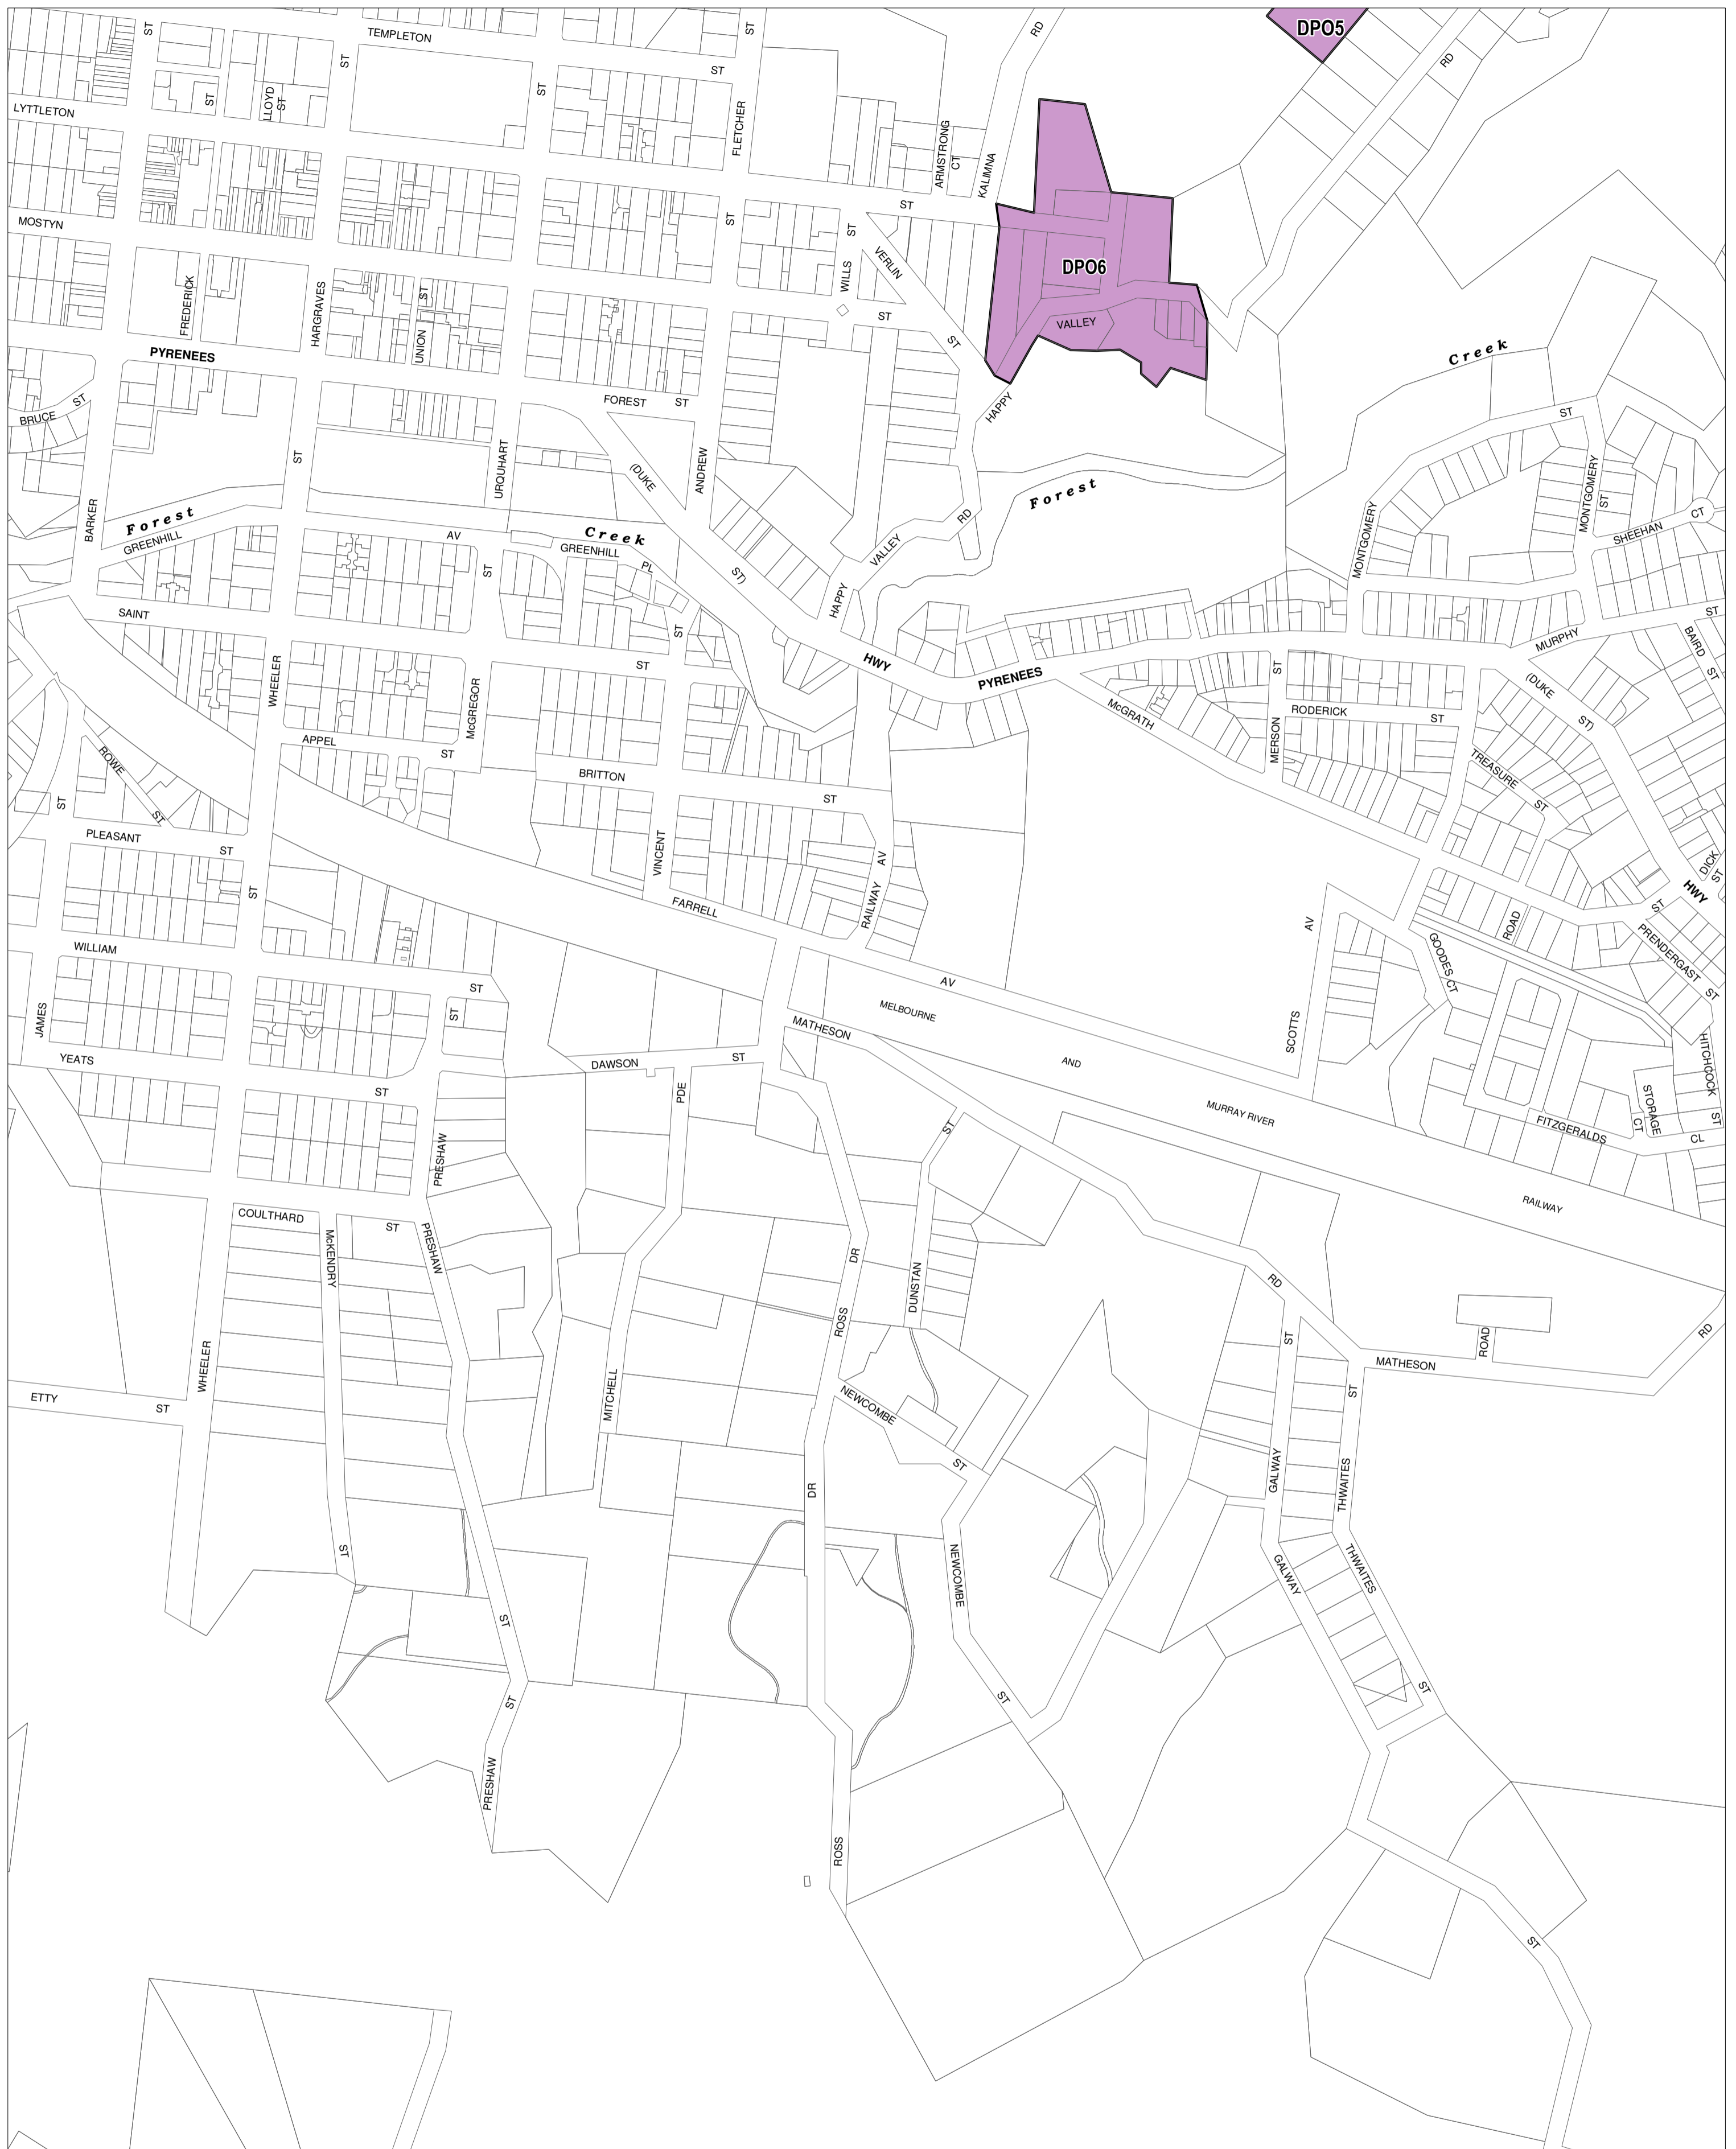 DPO5
ST
TEMPLETON
ST
RD
RD
ST
ST
ST
ST
LLOYD
ST
LYTTLETON
FLETCHER
ARMSTRONG
CT
KALIMNA
ST
MOSTYN
ST
ST
VERLIN
DPO6
WILLS
FREDERICK
HARGRAVES
ST
UNION
ST
VALLEY
ST
PYRENEES
Creek
FOREST
ST
HAPPY
BRUCE
ST
ST
ST
URQUHART
(DUKE
ANDREW
MONTGOMERY
ST
Forest
BARKER
Forest
GREENHILL
AV
Creek
GREENHILL
PL
RD
VALLEY
MONTGOMERY
SHEEHAN
CT
ST
ST)
HAPPY
SAINT
ST
ST
MURPHY
BAIRD
ST
WHEELER
ST
HWY
PYRENEES
ST
(DUKE
ST)
McGREGOR
McGRATH
RODERICK
ST
MERSON
APPEL
ST
ROWE
ST
BRITTON
ST
TREASURE
ST
ST
PLEASANT
ST
VINCENT
AV
RAILWAY
DICK
ST
HWY
ST
FARRELL
AV
ROAD
ST
PRENDERGAST
ST
WILLIAM
ST
GOODES CT
AV
MELBOURNE
JAMES
ST
MATHESON
SCOTTS
YEATS
DAWSON
ST
AND
HITCHCOCK
ST
ST
PDE
MURRAY RIVER
STORAGE
FITZGERALDS
CT
CL
ST
PRESHAW
RAILWAY
COULTHARD
ST
McKENDRY
PRESHAW
DR
DUNSTAN
RD
ROSS
ST
ROAD
RD
MATHESON
WHEELER
MITCHELL
ST
ETTY
ST
NEWCOMBE
ST
GALWAY
THWAITES
DR
ST
NEWCOMBE
GALWAY
THWAITES
ST
ST
ST
ST
PRESHAW
ROSS
ST